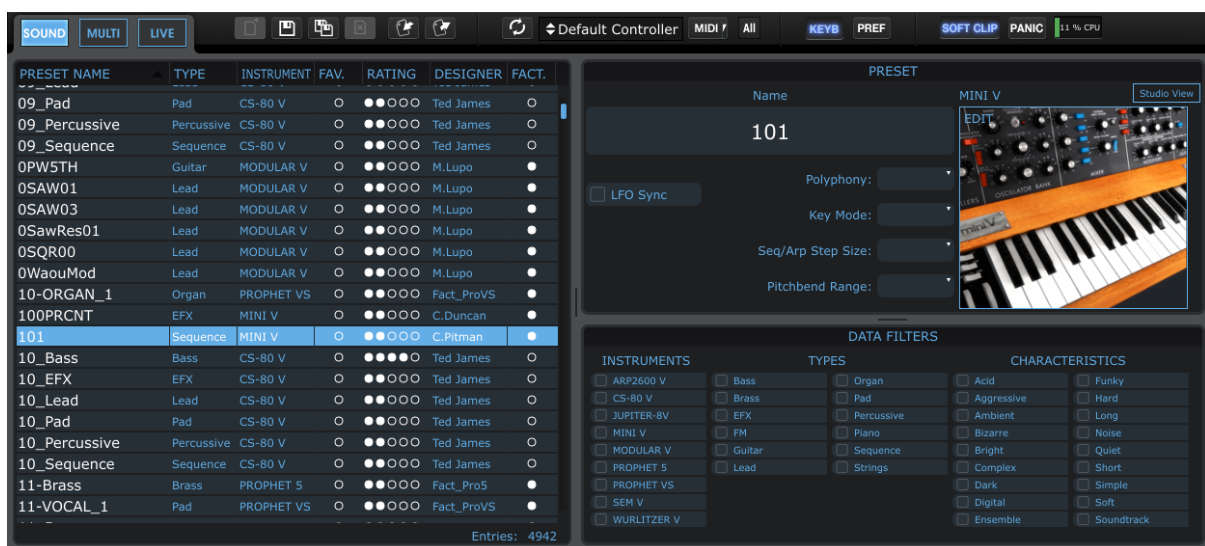 SOUND MULTI LIVE Default Controller MIDI All KEYB PREF SOFT CLIP PANIC 11 % CPU
PRESET NAME TYPE INSTRUMENT FAV. RATING DESIGNER FACT.
09_Pad Pad CS-80 V Ted James
09_Percussive Percussive CS-80 V Ted James
09_Sequence Sequence CS-80 V Ted James
0PW5TH Guitar MODULAR V M.Lupo
0SAW01 Lead MODULAR V M.Lupo
0SAW03 Lead MODULAR V M.Lupo
0SawRes01 Lead MODULAR V M.Lupo
0SQR00 Lead MODULAR V M.Lupo
0WaouMod Lead MODULAR V M.Lupo
10-ORGAN_1 Organ PROPHET VS Fact_ProVS
100PRCNT EFX MINI V C.Duncan
101 Sequence MINI V C.Pitman
10_Bass Bass CS-80 V Ted James
10_EFX EFX CS-80 V Ted James
10_Lead Lead CS-80 V Ted James
10_Pad Pad CS-80 V Ted James
10_Percussive Percussive CS-80 V Ted James
10_Sequence Sequence CS-80 V Ted James
11-Brass Brass PROPHET 5 Fact_Pro5
11-VOCAL_1 Pad PROPHET VS Fact_ProVS
Entries: 4942
PRESET
Name MINI V Studio View
101
LFO Sync
Polyphony:
Key Mode:
Seq/Arp Step Size:
Pitchbend Range:
EDIT
OSCILLATOR BANK
MIXER
mini V
DATA FILTERS
INSTRUMENTS TYPES CHARACTERISTICS
ARP2600 V Bass Organ Acid Funky
CS-80 V Brass Pad Aggressive Hard
JUPITER-8V EFX Percussive Ambient Long
MINI V FM Piano Bizarre Noise
MODULAR V Guitar Sequence Bright Quiet
PROPHET 5 Lead Strings Complex Short
PROPHET VS Dark Simple
SEM V Digital Soft
WURLITZER V Ensemble Soundtrack